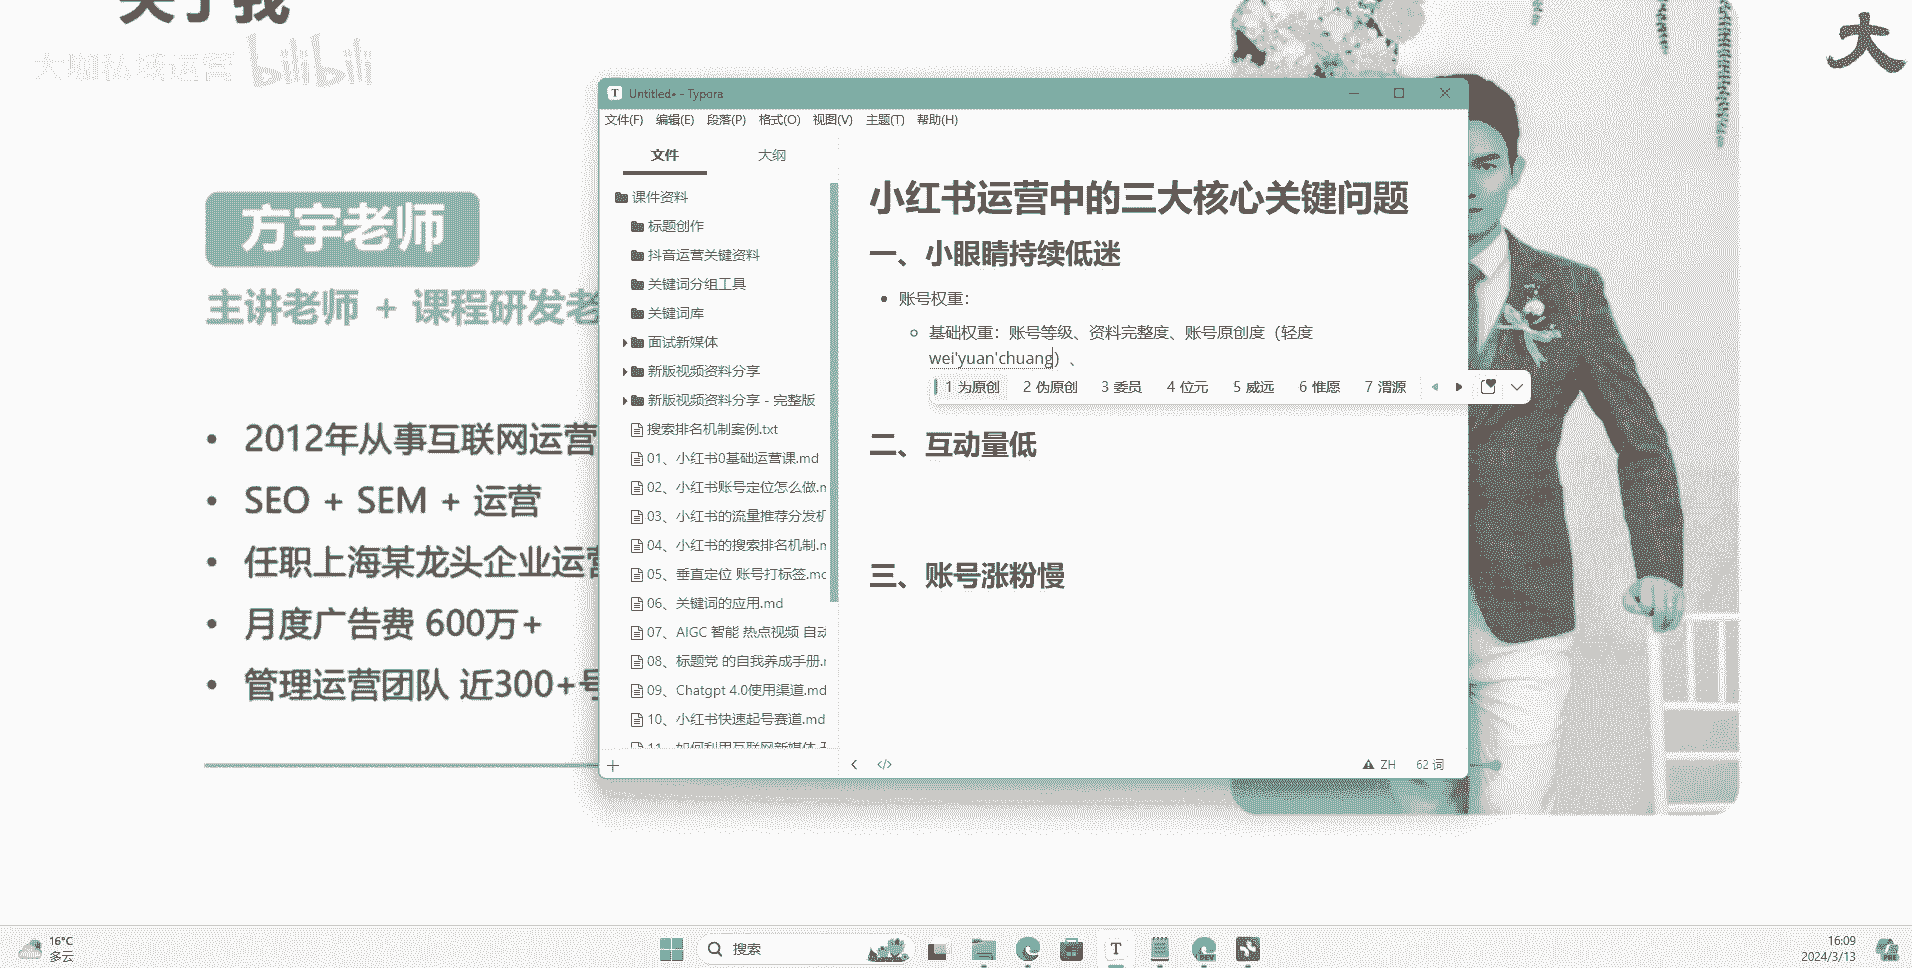 关于我
大咖私域运营 bilibili
大
方宇老师
主讲老师 + 课程研发老
2012年从事互联网运营
SEO + SEM + 运营
任职上海某龙头企业运营
月度广告费 600万+
管理运营团队 近300+号
Untitled• - Typora
文件(F) 编辑(E) 段落(P) 格式(O) 视图(V) 主题(T) 帮助(H)
文件 大纲
课件资料
标题创作
抖音运营关键资料
关键词分组工具
关键词库
面试新媒体
新版视频资料分享
新版视频资料分享 - 完整版
搜索排名机制案例.txt
01、小红书0基础运营课.md
02、小红书账号定位怎么做.m
03、小红书的流量推荐分发机
04、小红书的搜索排名机制.m
05、垂直定位 账号打标签.mc
06、关键词的应用.md
07、AIGC 智能 热点视频 自动
08、标题党 的自我养成手册.m
09、Chatgpt 4.0使用渠道.md
10、小红书快速起号赛道.md
11、如何利用互联网新媒体
小红书运营中的三大核心关键问题
一、小眼睛持续低迷
账号权重：
基础权重：账号等级、资料完整度、账号原创度（轻度
wei'yuan'chuang）、
1 为原创 2 伪原创 3 委员 4 位元 5 威远 6 惟愿 7 渭源
二、互动量低
三、账号涨粉慢
</> ZH 62 词
16°C
多云
搜索
T
DEV
16:09
2024/3/13
PRE